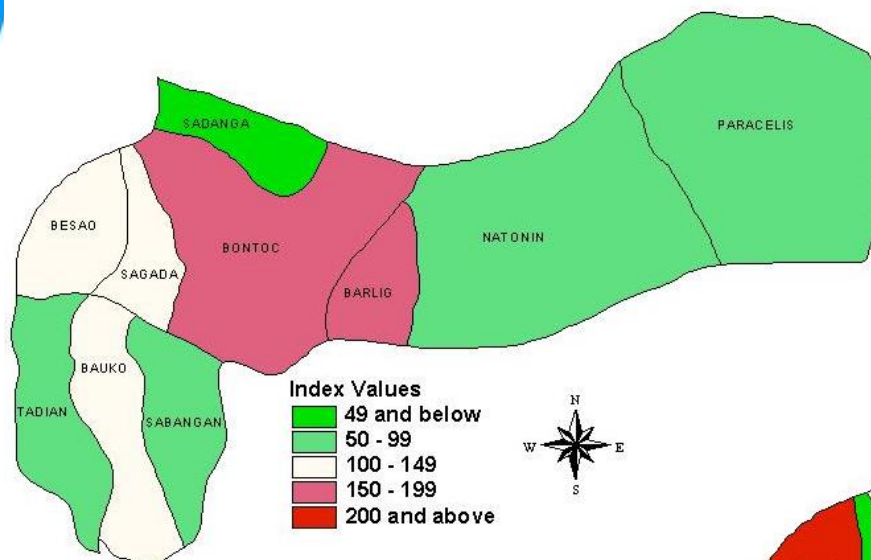 SADANGA
PARACELIS
BESAO
BONTOC
NATONIN
SAGADA
BARLIG
BAUKO
TADIAN
SABANGAN
Index Values
49 and below
50 - 99
100 - 149
150 - 199
200 and above
N
W E
S